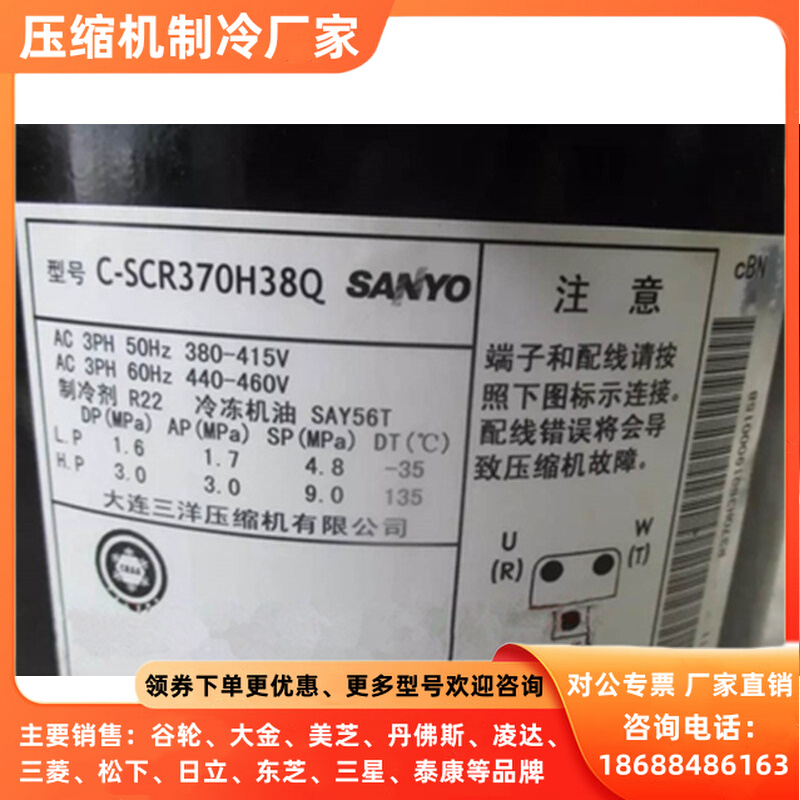 压缩机制冷厂家
型号 C-SCR370H38Q SANYO
AC 3PH 50Hz 380-415V
AC 3PH 60Hz 440-460V
制冷剂 R22 冷冻机油 SAY56T
DP(MPa) AP(MPa) SP(MPa) DT(℃)
L.P 1.6 1.7 4.8 -35
H.P 3.0 3.0 9.0 135
大连三洋压缩机有限公司
注 意
端子和配线请按
照下图标示连接。
配线错误将会导
致压缩机故障。
U
(R)
W
(T)
cBN
领券下单更优惠、更多型号欢迎咨询
对公专票 厂家直销
主要销售：谷轮、大金、美芝、丹佛斯、凌达、
三菱、松下、日立、东芝、三星、泰康等品牌
咨询电话：
18688486163